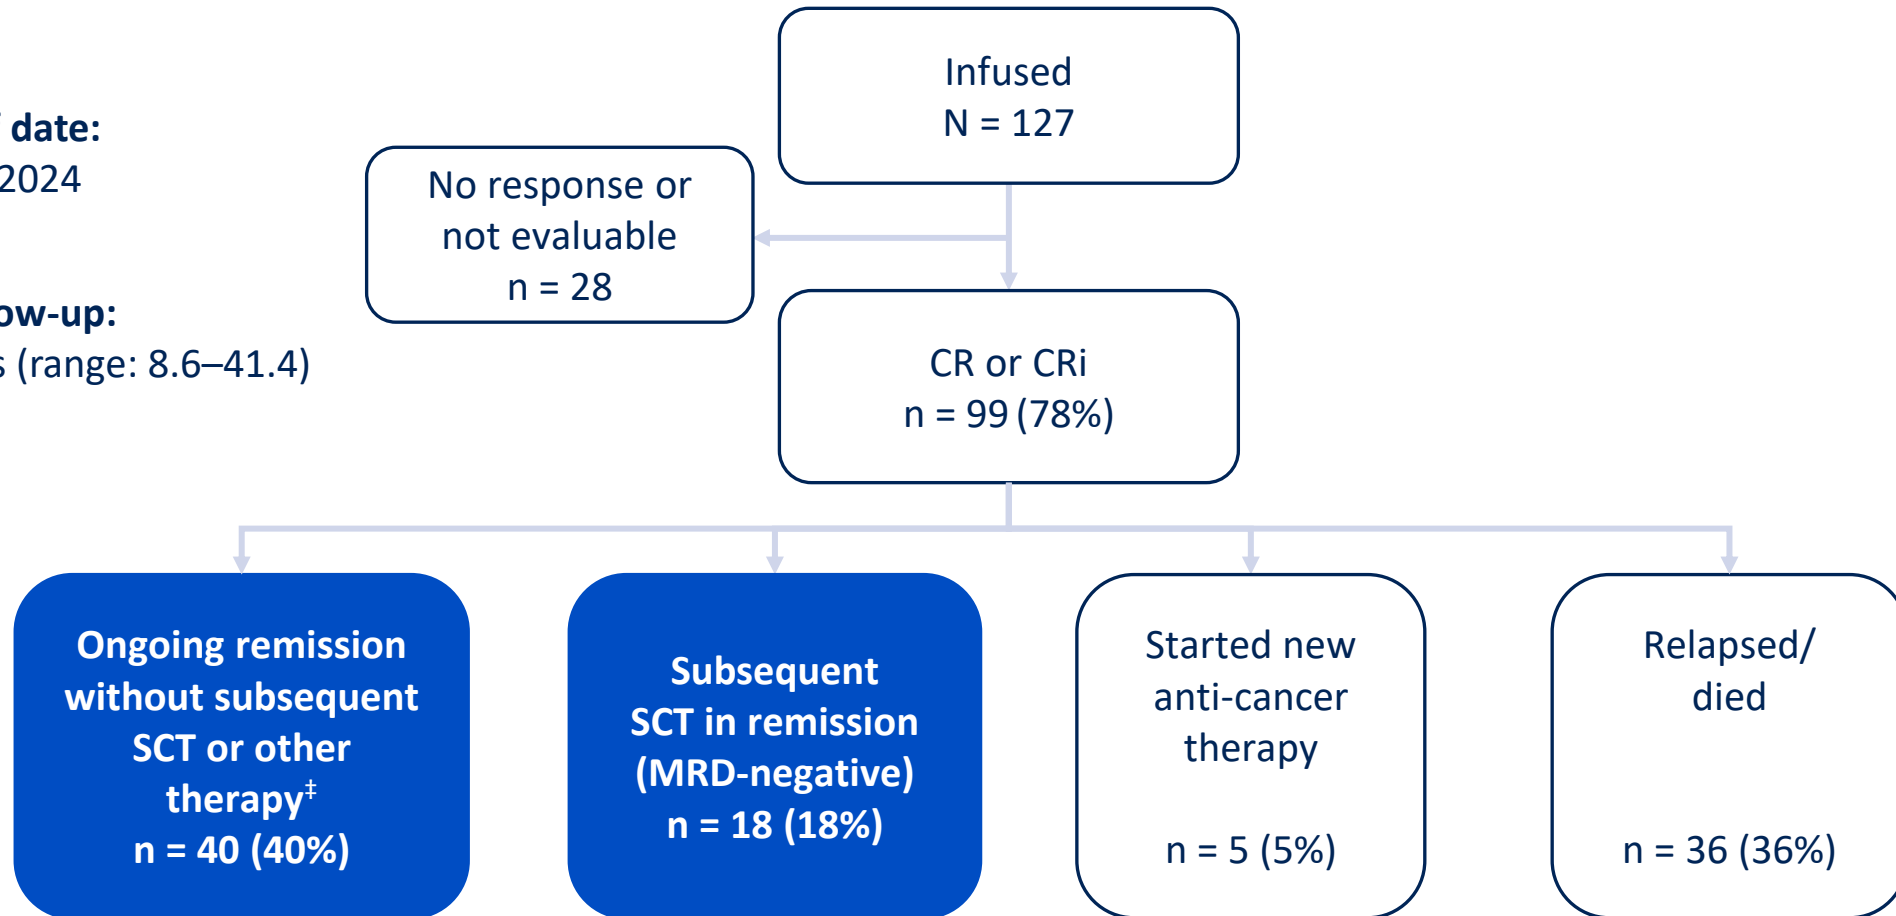 Infused
N = 127
date:
2024
No response or
not evaluable
n = 28
ow-up:
s (range: 8.6–41.4)
CR or CRi
n = 99 (78%)
Ongoing remission
without subsequent
SCT or other
therapy‡
n = 40 (40%)
Subsequent
SCT in remission
(MRD-negative)
n = 18 (18%)
Started new
anti-cancer
therapy
n = 5 (5%)
Relapsed/
died
n = 36 (36%)